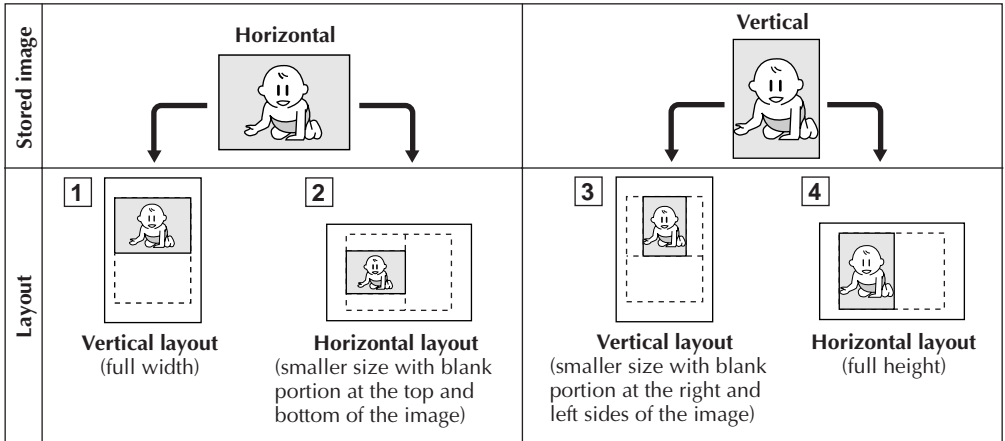 Stored image
Horizontal
Vertical
Layout
1
Vertical layout
(full width)
2
Horizontal layout
(smaller size with blank
portion at the top and
bottom of the image)
3
Vertical layout
(smaller size with blank
portion at the right and
left sides of the image)
4
Horizontal layout
(full height)